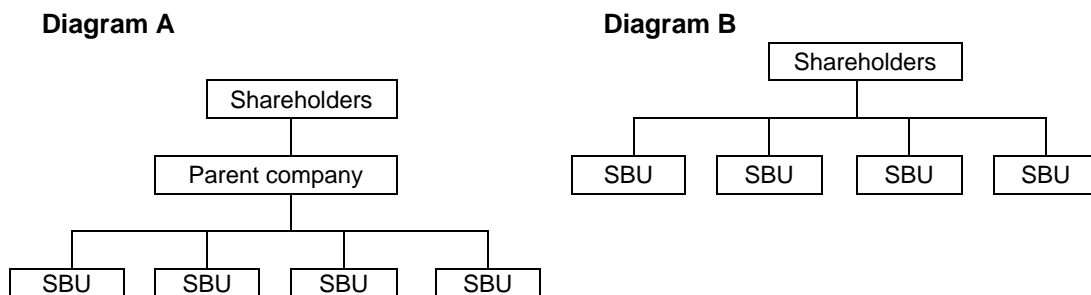 Diagram A
Shareholders
Parent company
SBU SBU SBU SBU
Diagram B
Shareholders
SBU SBU SBU SBU